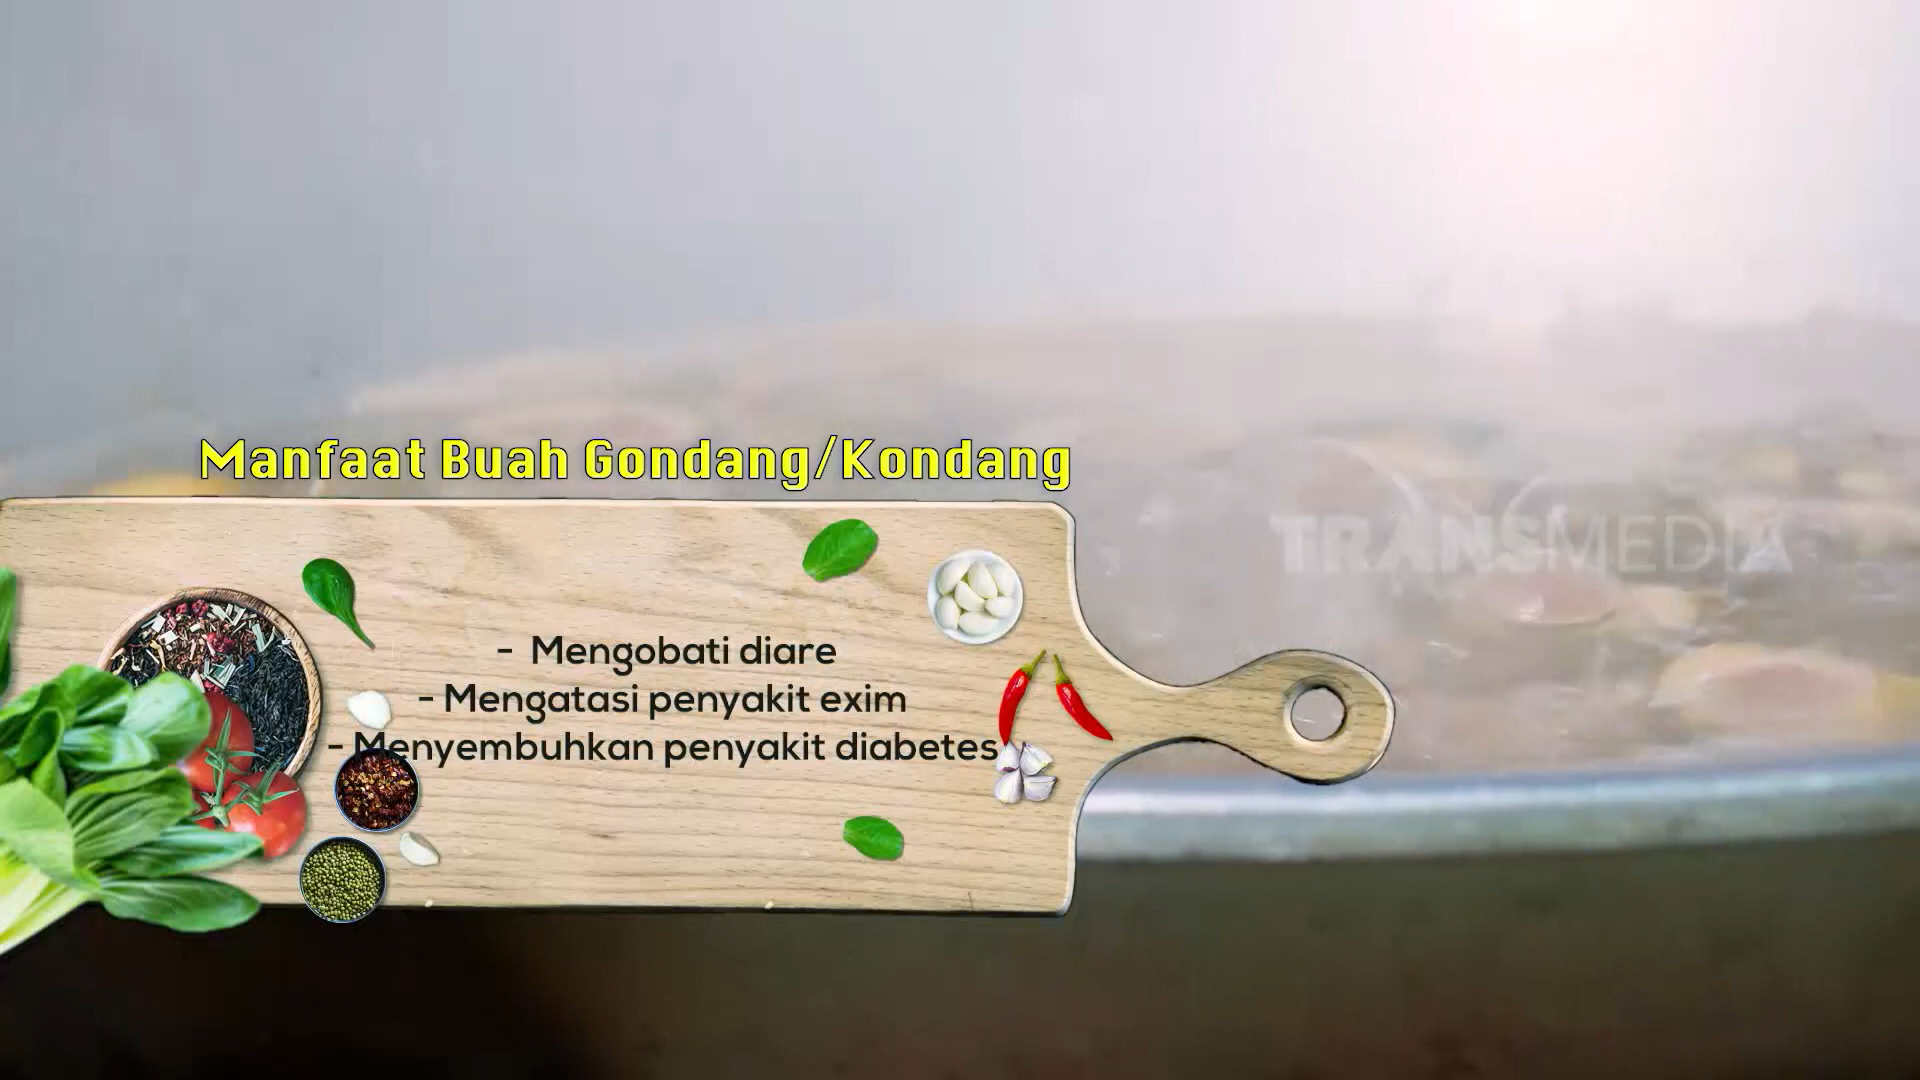 Manfaat Buah Gondang/Kondang
TRANSMEDIA
- Mengobati diare
- Mengatasi penyakit exim
- Menyembuhkan penyakit diabetes